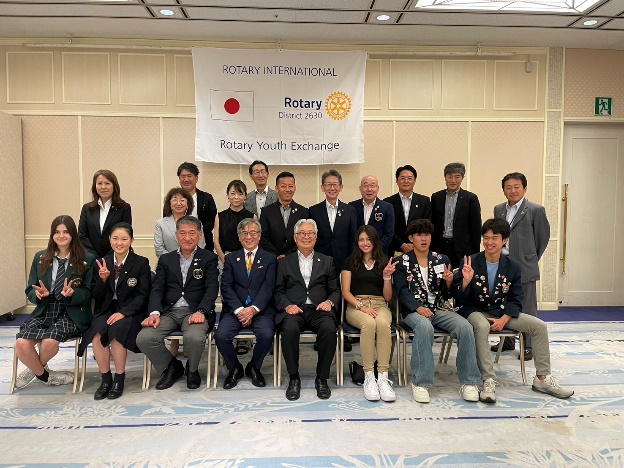 ROTARY INTERNATIONAL
Rotary
District 2630
Rotary Youth Exchange